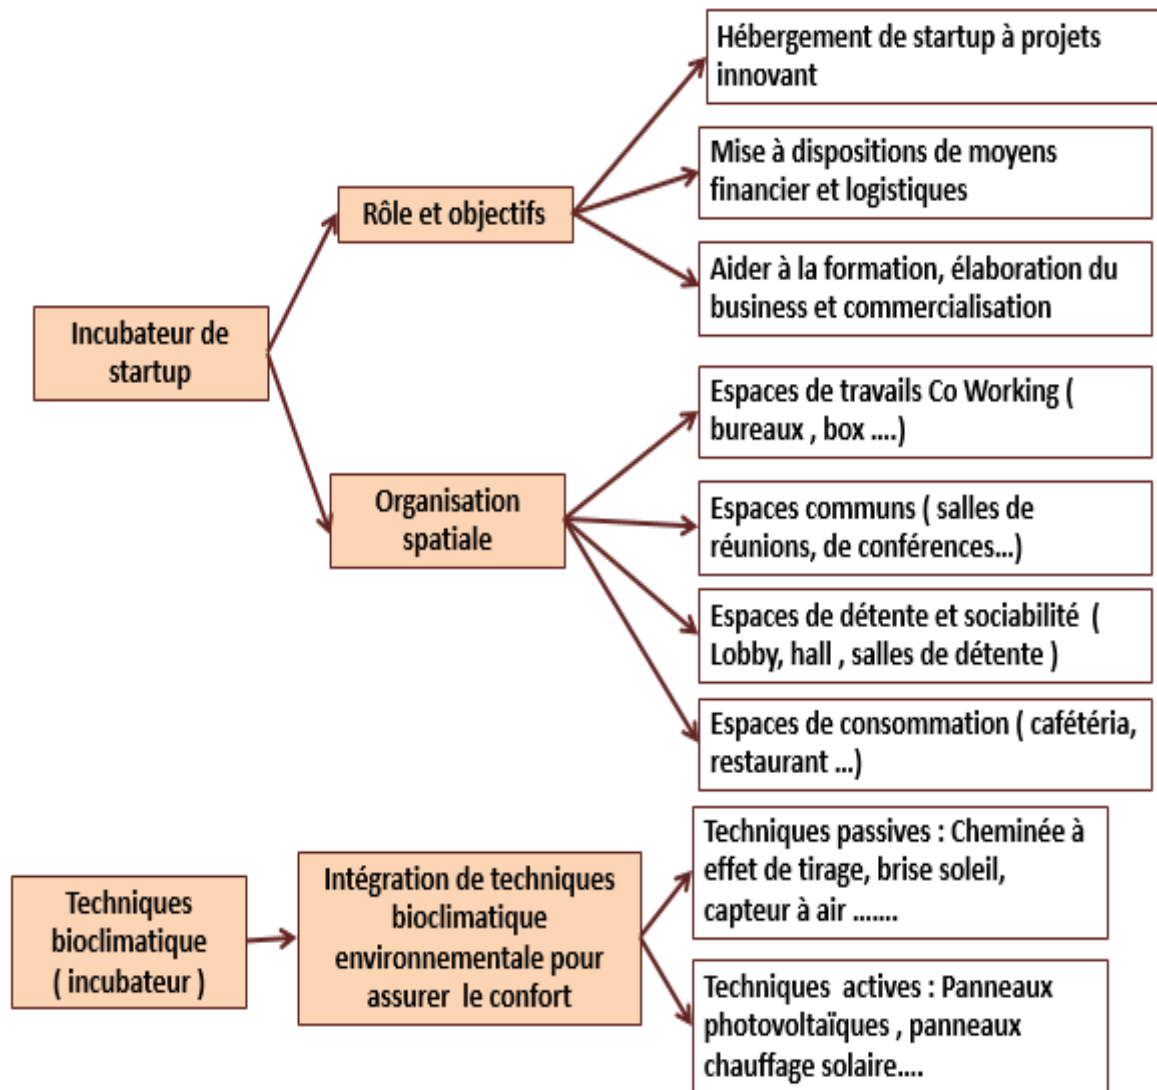 Hébergement de startup à projets
innovant
Mise à dispositions de moyens
financier et logistiques
Rôle et objectifs
Aider à la formation, élaboration du
business et commercialisation
Incubateur de
startup
Espaces de travails Co Working (
bureaux , box ....)
Organisation
spatiale
Espaces communs ( salles de
réunions, de conférences...)
Espaces de détente et sociabilité (
Lobby, hall , salles de détente )
Espaces de consommation ( cafétéria,
restaurant ...)
Techniques
bioclimatique
( incubateur )
Intégration de techniques
bioclimatique
environnementale pour
assurer le confort
Techniques passives : Cheminée à
effet de tirage, brise soleil,
capteur à air .......
Techniques actives : Panneaux
photovoltaïques , panneaux
chauffage solaire....